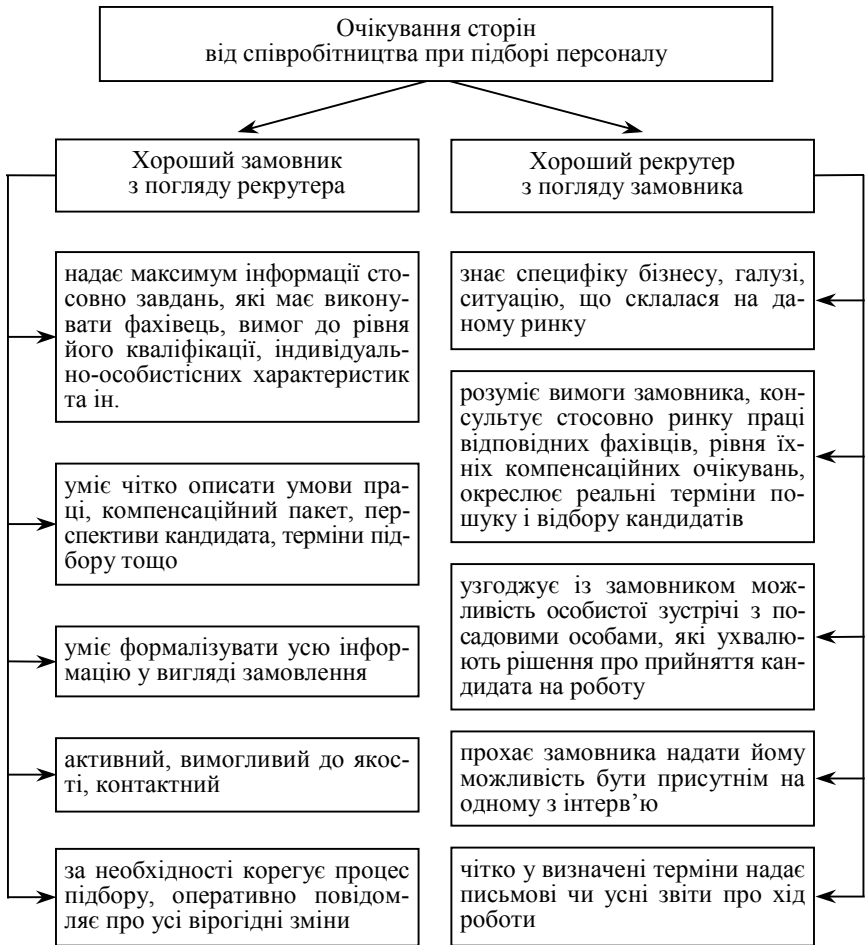 Очікування сторін
від співробітництва при підборі персоналу
Хороший замовник
з погляду рекрутера
надає максимум інформації сто-
совно завдань, які має викону-
вати фахівець, вимог до рівня
його кваліфікації, індивідуаль-
но-особистісних характеристик
та ін.
уміє чітко описати умови пра-
ці, компенсаційний пакет, пер-
спективи кандидата, терміни під-
бору тощо
уміє формалізувати усю інфор-
мацію у вигляді замовлення
активний, вимогливий до якос-
ті, контактний
за необхідності корегує процес
підбору, оперативно повідом-
ляє про усі вірогідні зміни
Хороший рекрутер
з погляду замовника
знає специфіку бізнесу, галузі,
ситуацію, що склалася на да-
ному ринку
розуміє вимоги замовника, кон-
сультує стосовно ринку праці
відповідних фахівців, рівня їх-
ніх компенсаційних очікувань,
окреслює реальні терміни по-
шуку і відбору кандидатів
узгоджує із замовником мож-
ливість особистої зустрічі з по-
садовими особами, які ухвалю-
ють рішення про прийняття кан-
дидата на роботу
прохає замовника надати йому
можливість бути присутнім на
одному з інтерв’ю
чітко у визначені терміни надає
письмові чи усні звіти про хід
роботи